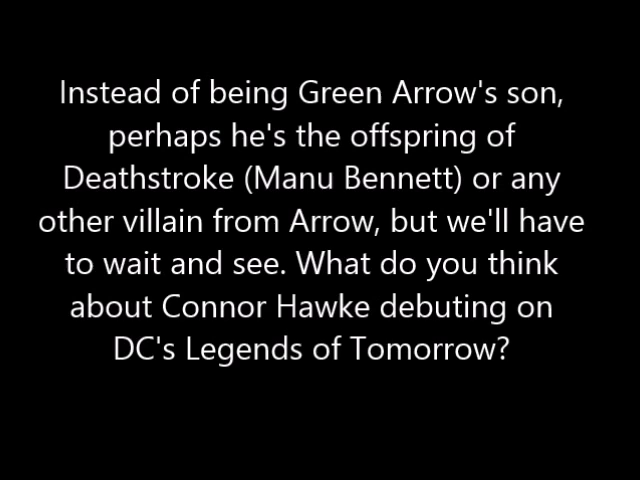 Instead of being Green Arrow's son,
perhaps he's the offspring of
Deathstroke (Manu Bennett) or any
other villain from Arrow, but we'll have
to wait and see. What do you think
about Connor Hawke debuting on
DC's Legends of Tomorrow?